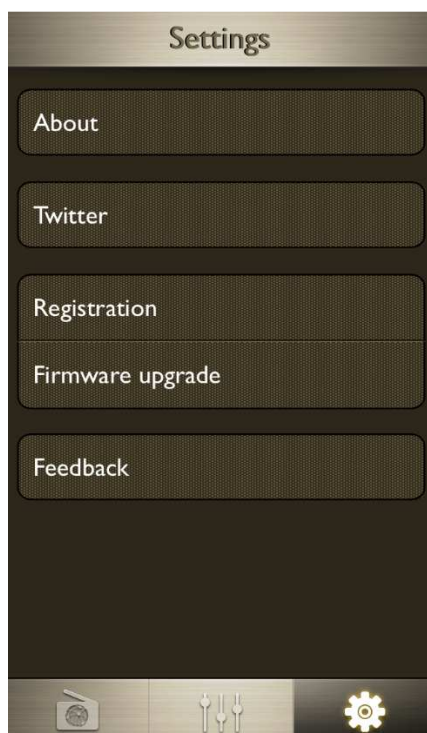 Settings
About
Twitter
Registration
Firmware upgrade
Feedback